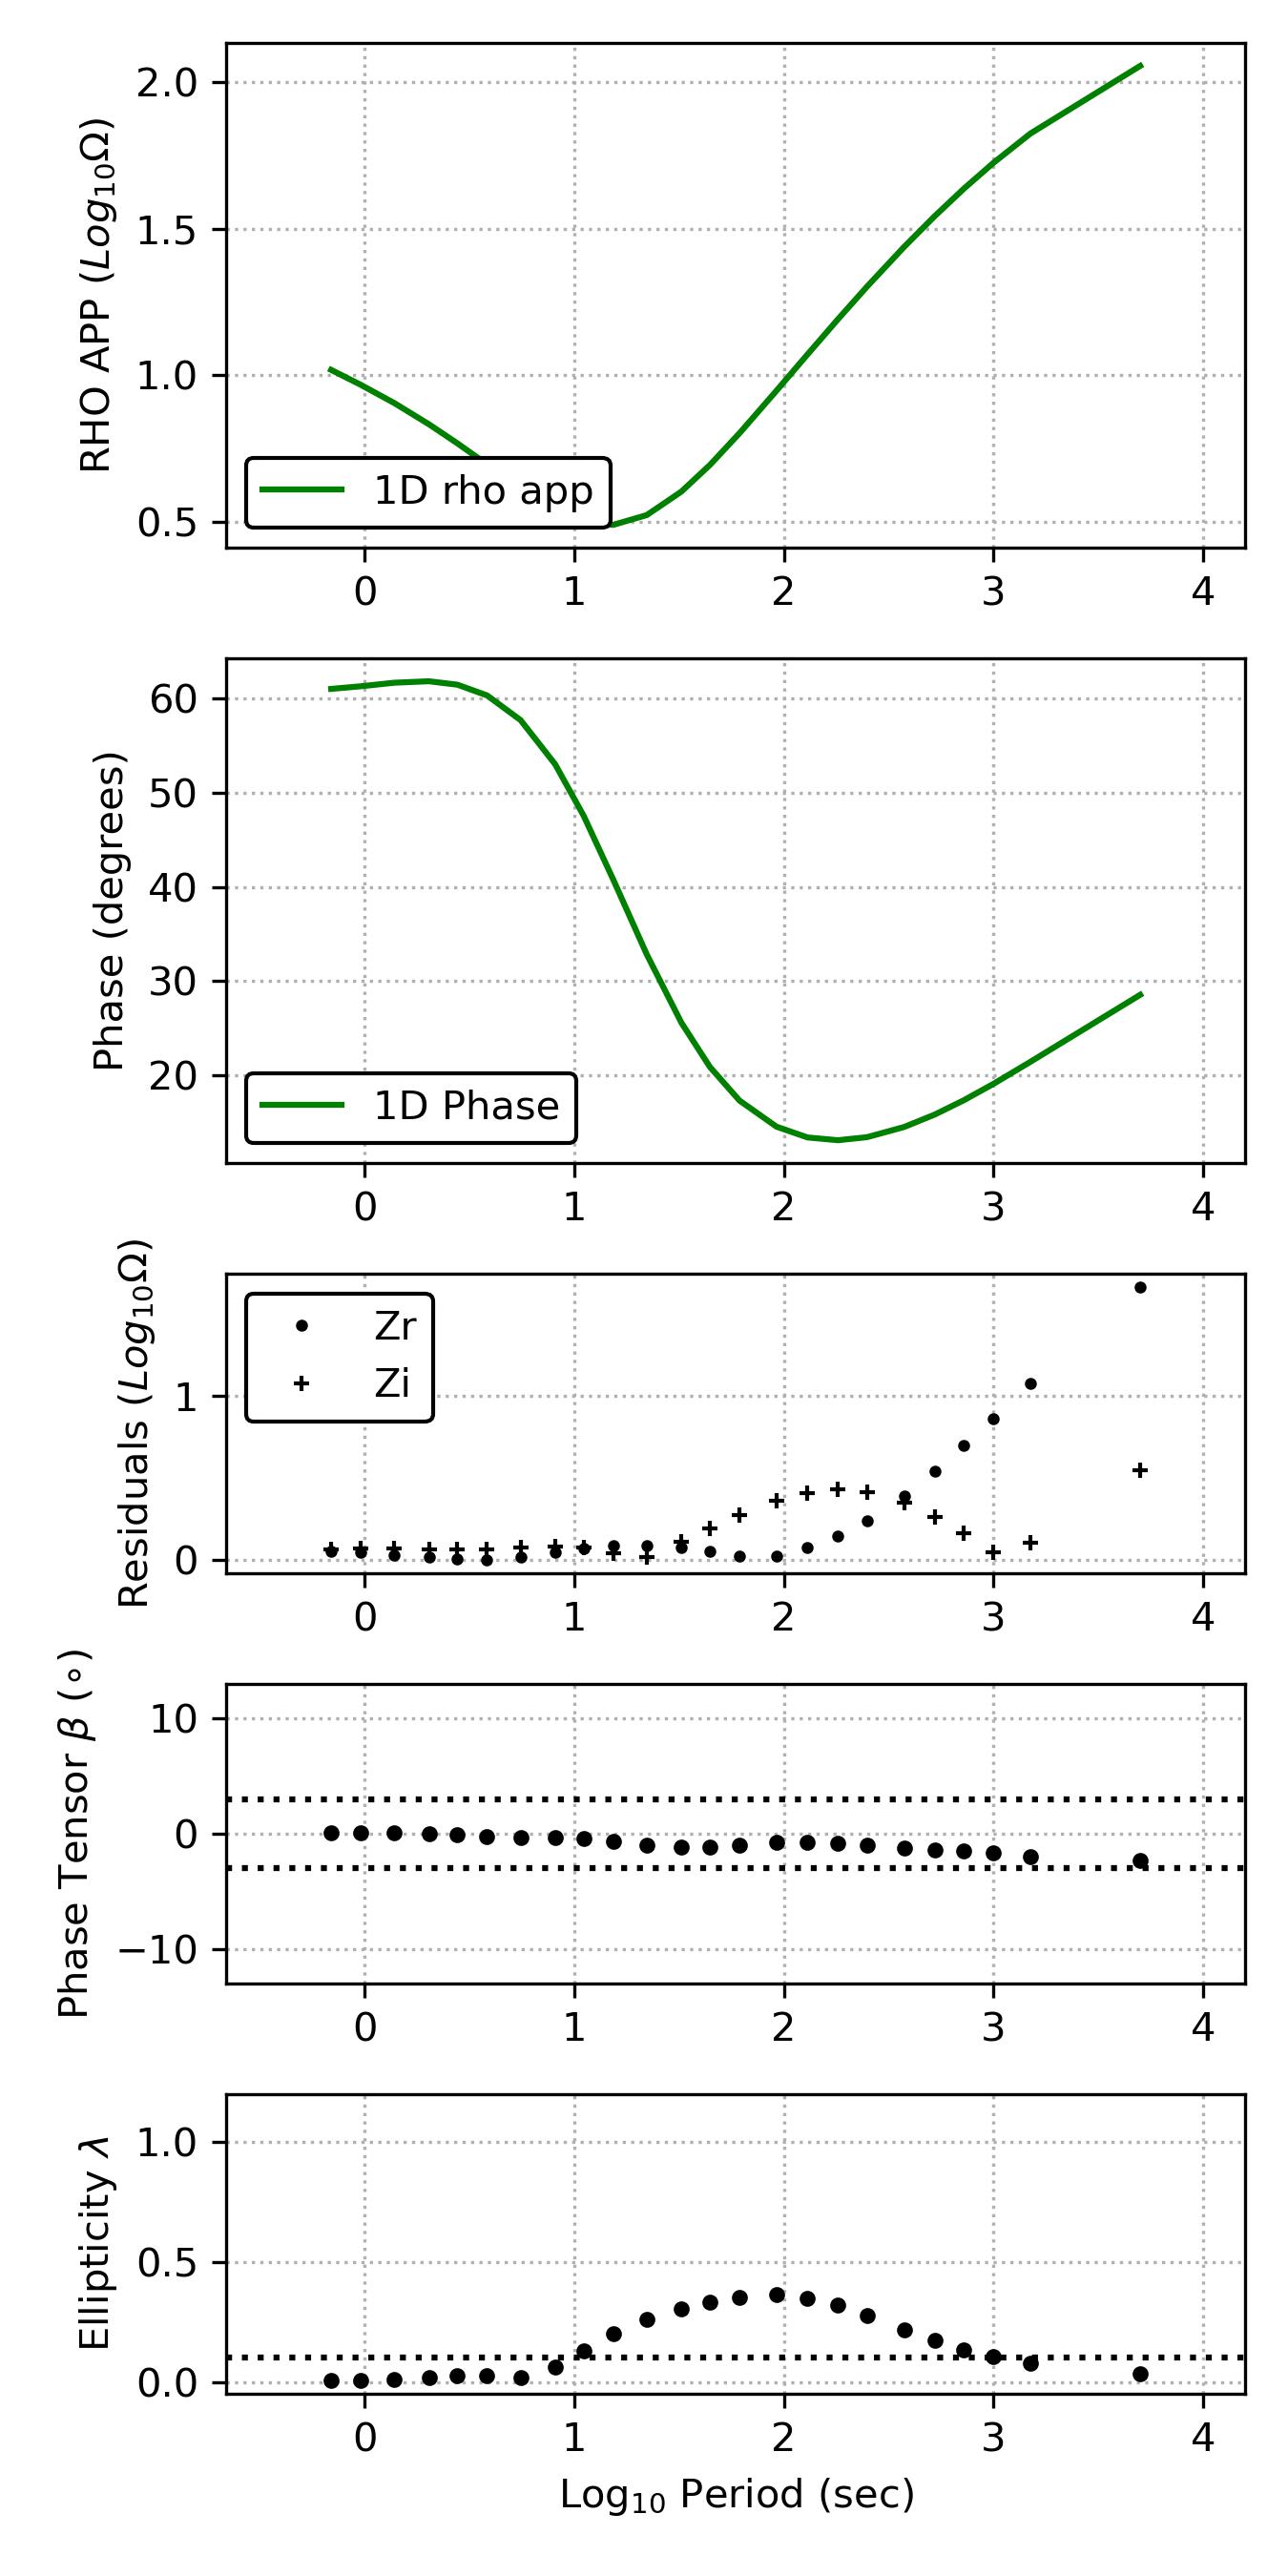 RHO APP (Log₁₀Ω)
2.0
1.5
1.0
0.5
1D rho app
0 1 2 3 4
Phase (degrees)
60
50
40
30
20
1D Phase
0 1 2 3 4
Residuals (Log₁₀Ω)
1
0
Zr
Zi
0 1 2 3 4
Phase Tensor β (∘)
10
0
−10
0 1 2 3 4
Ellipticity λ
1.0
0.5
0.0
0 1 2 3 4
Log₁₀ Period (sec)